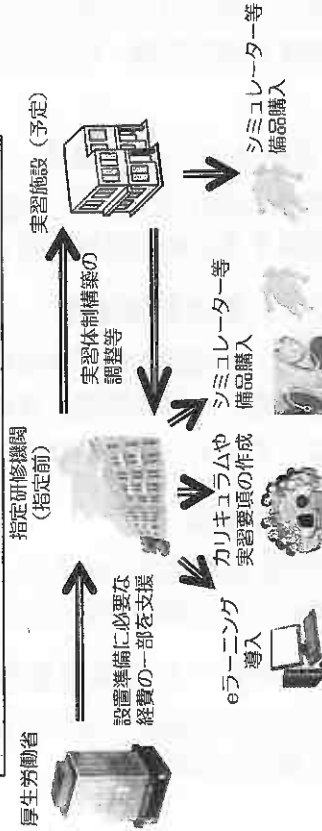 厚生労働省
設置準備に必要な
経費の一部を支援
指定研修機関
(指定前)
実習体制構築の
調整等
実習施設(予定)
eラーニング
導入
カリキュラムや
実習要項の作成
シミュレーター等
備品購入
シミュレーター等
備品購入